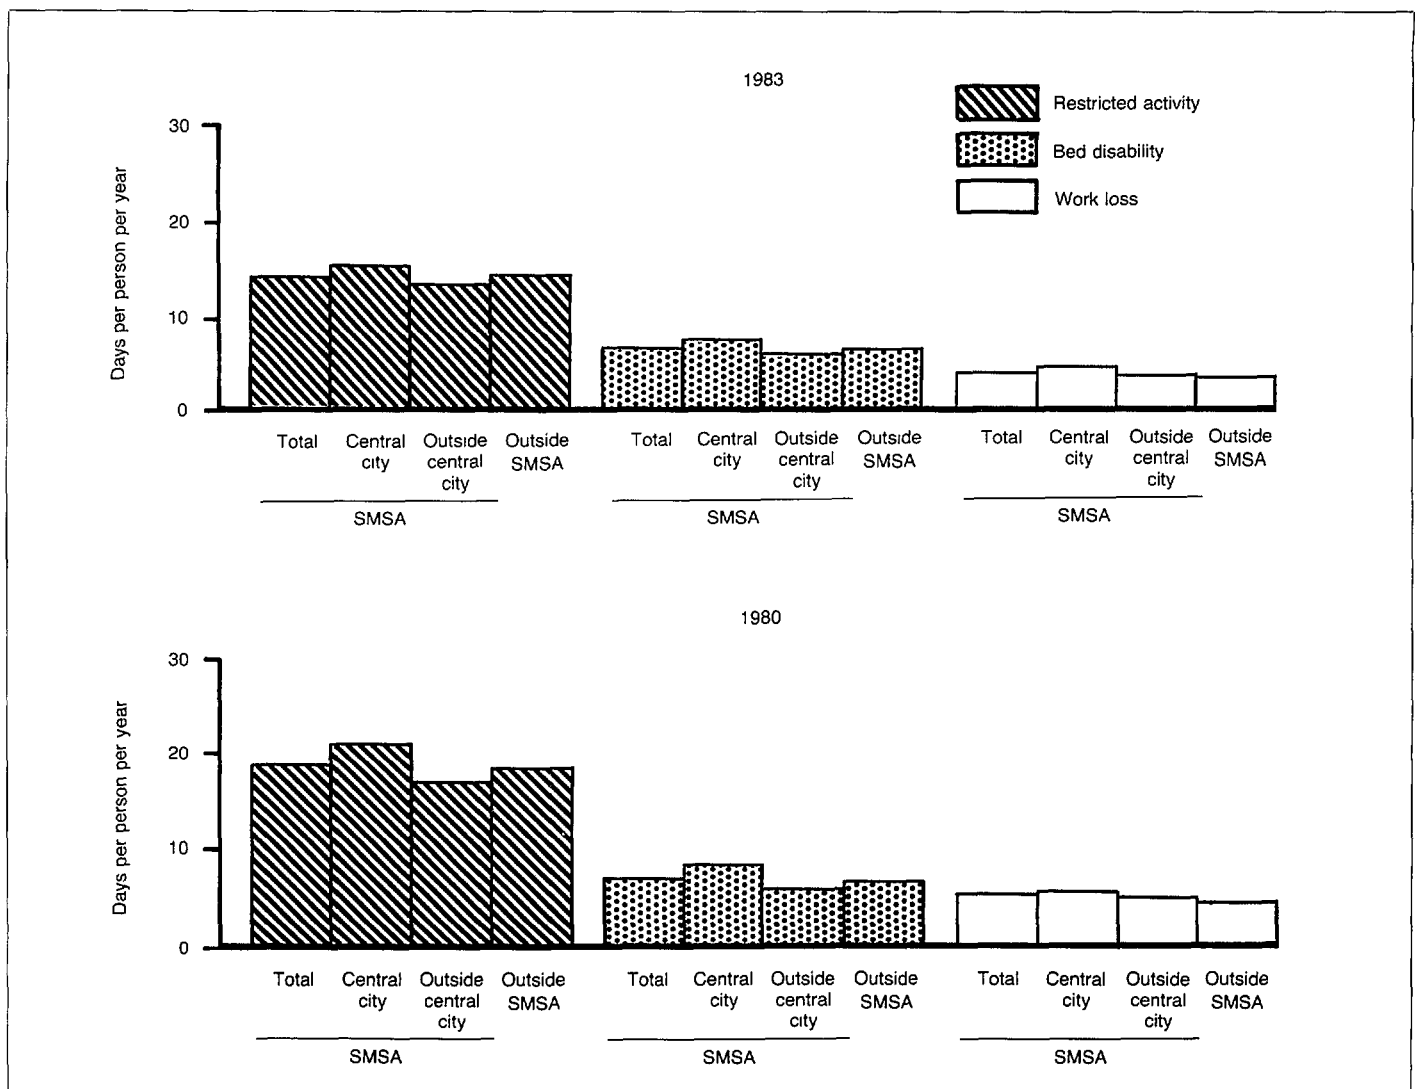 1983
Restricted activity
Bed disability
Work loss
Days per person per year
30
20
10
0
Total Central city Outside central city Outside SMSA
SMSA
Total Central city Outside central city Outside SMSA
SMSA
Total Central city Outside central city Outside SMSA
SMSA
1980
Days per person per year
30
20
10
0
Total Central city Outside central city Outside SMSA
SMSA
Total Central city Outside central city Outside SMSA
SMSA
Total Central city Outside central city Outside SMSA
SMSA